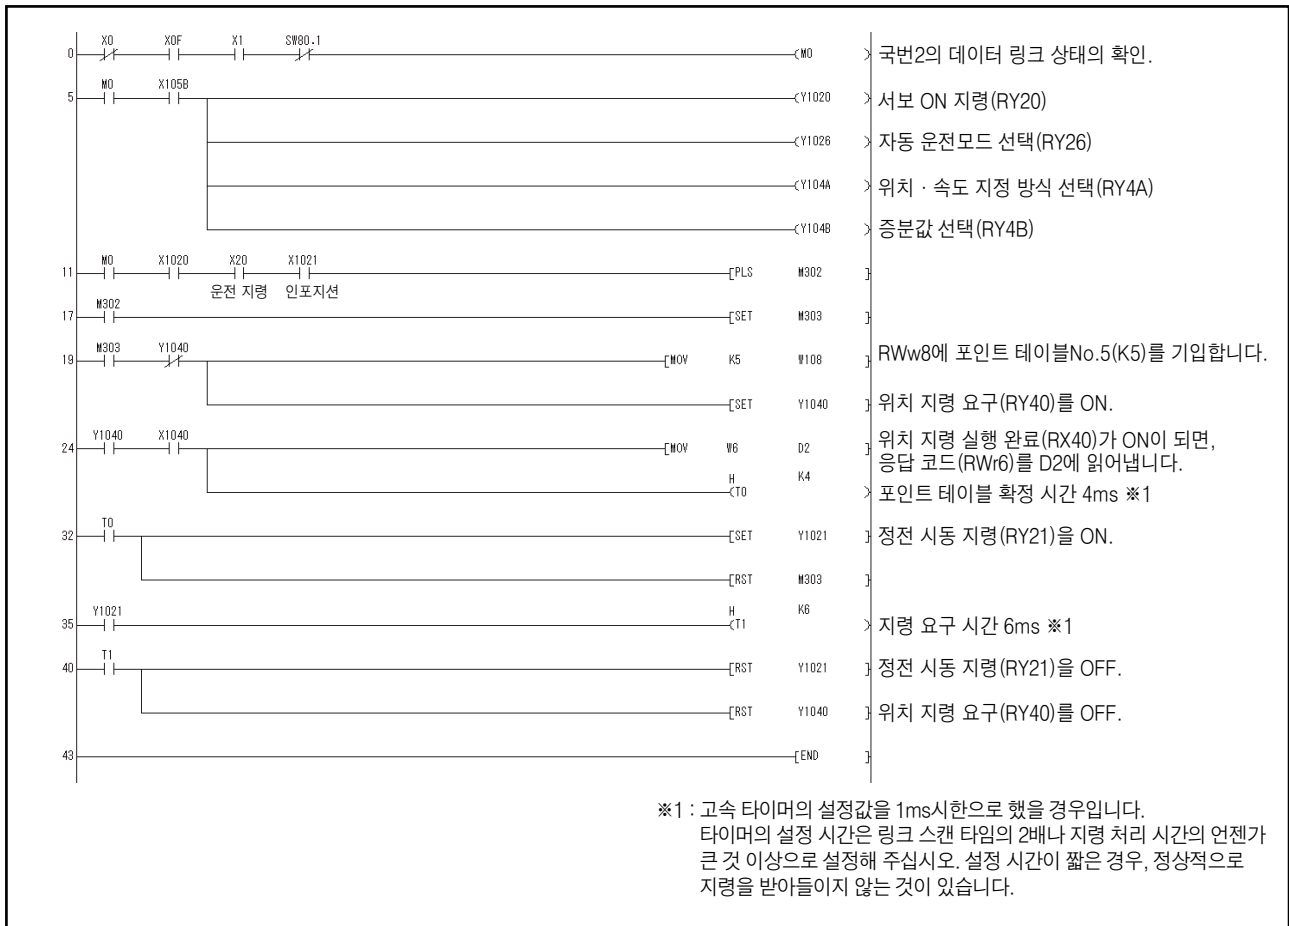 X0 X0F X1 SW80.1
0 (M0 ) 국번2의 데이터 링크 상태의 확인.
M0 X105B
5 (Y1020 ) 서보 ON 지령(RY20)
(Y1026 ) 자동 운전모드 선택(RY26)
(Y104A ) 위치 · 속도 지정 방식 선택(RY4A)
(Y104B ) 증분값 선택(RY4B)
M0 X1020 X20 X1021
11 [PLS M302 ]
운전 지령 인포지션
M302
17 [SET M303 ]
M303 Y1040
19 [MOV K5 W108 ] RWw8에 포인트 테이블No.5(K5)를 기입합니다.
[SET Y1040 ] 위치 지령 요구(RY40)를 ON.
Y1040 X1040
24 [MOV W6 D2 ] 위치 지령 실행 완료(RX40)가 ON이 되면,
응답 코드(RWr6)를 D2에 읽어냅니다.
H K4
(T0 ) 포인트 테이블 확정 시간 4ms ※1
T0
32 [SET Y1021 ] 정전 시동 지령(RY21)을 ON.
[RST M303 ]
Y1021 H K6
35 (T1 ) 지령 요구 시간 6ms ※1
T1
40 [RST Y1021 ] 정전 시동 지령(RY21)을 OFF.
[RST Y1040 ] 위치 지령 요구(RY40)를 OFF.
43 [END ]
※1 : 고속 타이머의 설정값을 1ms시한으로 했을 경우입니다.
타이머의 설정 시간은 링크 스캔 타임의 2배나 지령 처리 시간의 언젠가
큰 것 이상으로 설정해 주십시오. 설정 시간이 짧은 경우, 정상적으로
지령을 받아들이지 않는 것이 있습니다.